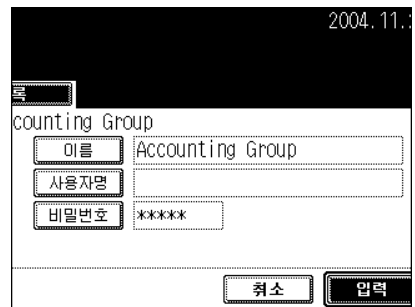 2004.11.
록
counting Group
이름 Accounting Group
사용자명
비밀번호 *****
취소 입력